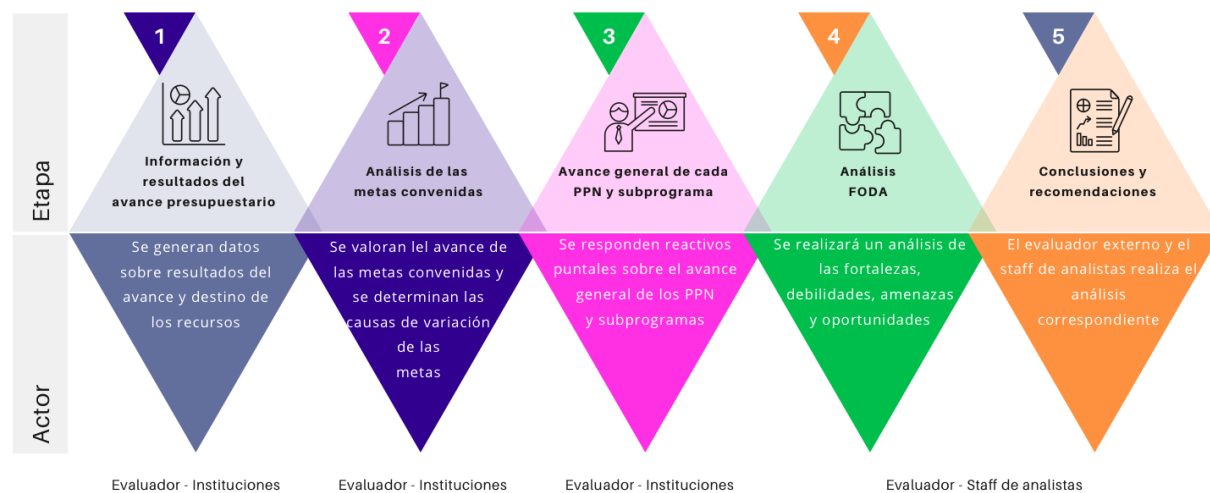 1
2
3
4
5
Etapa
Información y
resultados del
avance presupuestario
Análisis de las
metas convenidas
Avance general de cada
PPN y subprograma
Análisis
FODA
Conclusiones y
recomendaciones
Actor
Se generan datos
sobre resultados del
avance y destino de
los recursos
Se valoran lel avance de
las metas convenidas y
se determinan las
causas de variación
de las
metas
Se responden reactivos
puntales sobre el avance
general de los PPN
y subprogramas
Se realizará un análisis de
las fortalezas,
debilidades, amenazas
y oportunidades
El evaluador externo y el
staff de analistas realiza el
análisis
correspondiente
Evaluador - Instituciones
Evaluador - Instituciones
Evaluador - Instituciones
Evaluador - Staff de analistas